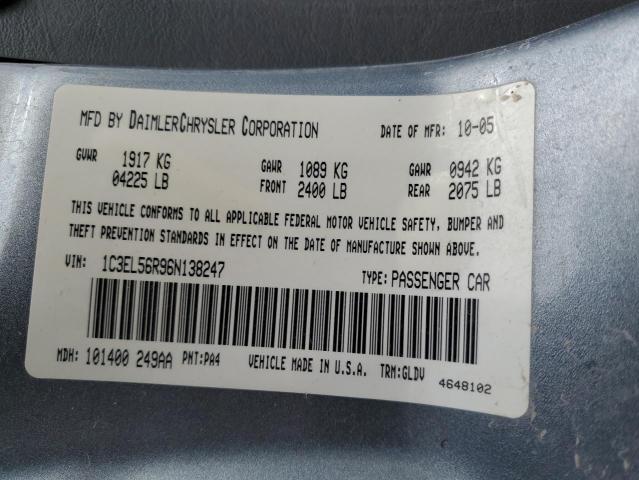 MFD BY DAIMLERCHRYSLER CORPORATION DATE OF MFR: 10-05
GVWR 1917 KG GAWR 1089 KG GAWR 0942 KG
04225 LB FRONT 2400 LB REAR 2075 LB
THIS VEHICLE CONFORMS TO ALL APPLICABLE FEDERAL MOTOR VEHICLE SAFETY, BUMPER AND
THEFT PREVENTION STANDARDS IN EFFECT ON THE DATE OF MANUFACTURE SHOWN ABOVE.
VIN: 1C3EL56R96N138247 TYPE: PASSENGER CAR
MDH: 101400 249AA PNT: PA4 VEHICLE MADE IN U.S.A. TRM: GLDV
4648102